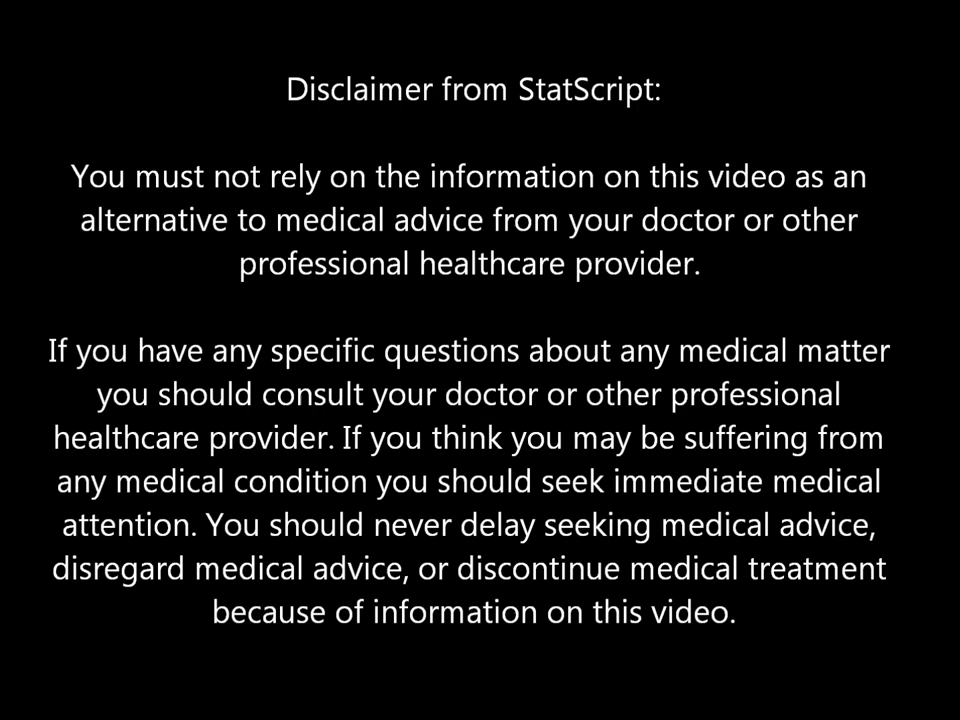 Disclaimer from StatScript:
You must not rely on the information on this video as an
alternative to medical advice from your doctor or other
professional healthcare provider.
If you have any specific questions about any medical matter
you should consult your doctor or other professional
healthcare provider. If you think you may be suffering from
any medical condition you should seek immediate medical
attention. You should never delay seeking medical advice,
disregard medical advice, or discontinue medical treatment
because of information on this video.